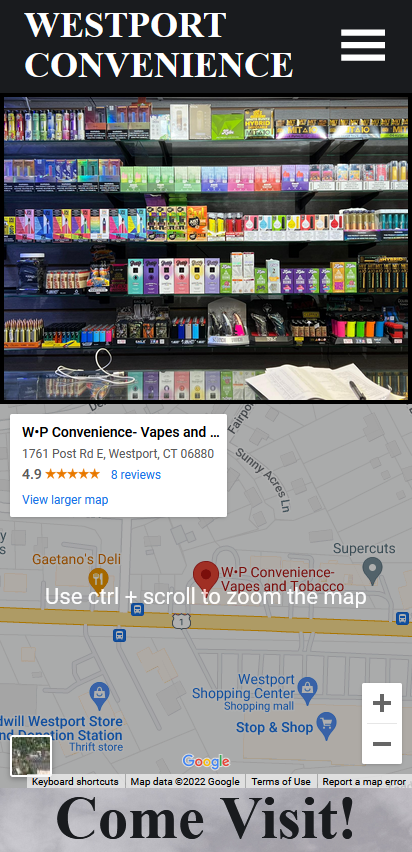 WESTPORT
CONVENIENCE
W•P Convenience- Vapes and ...
1761 Post Rd E, Westport, CT 06880
4.9
8 reviews
View larger map
Fairpor
Sunny Acres Ln
Gaetano's Deli
Supercuts
W•P Convenience-
Vapes and Tobacco
Use ctrl + scroll to zoom the map
1
Westport
Shopping Center
Shopping mall
Stop & Shop
dwill Westport Store
nd Donation Station
Thrift store
Google
Keyboard shortcuts
Map data ©2022 Google
Terms of Use
Report a map error
Come Visit!